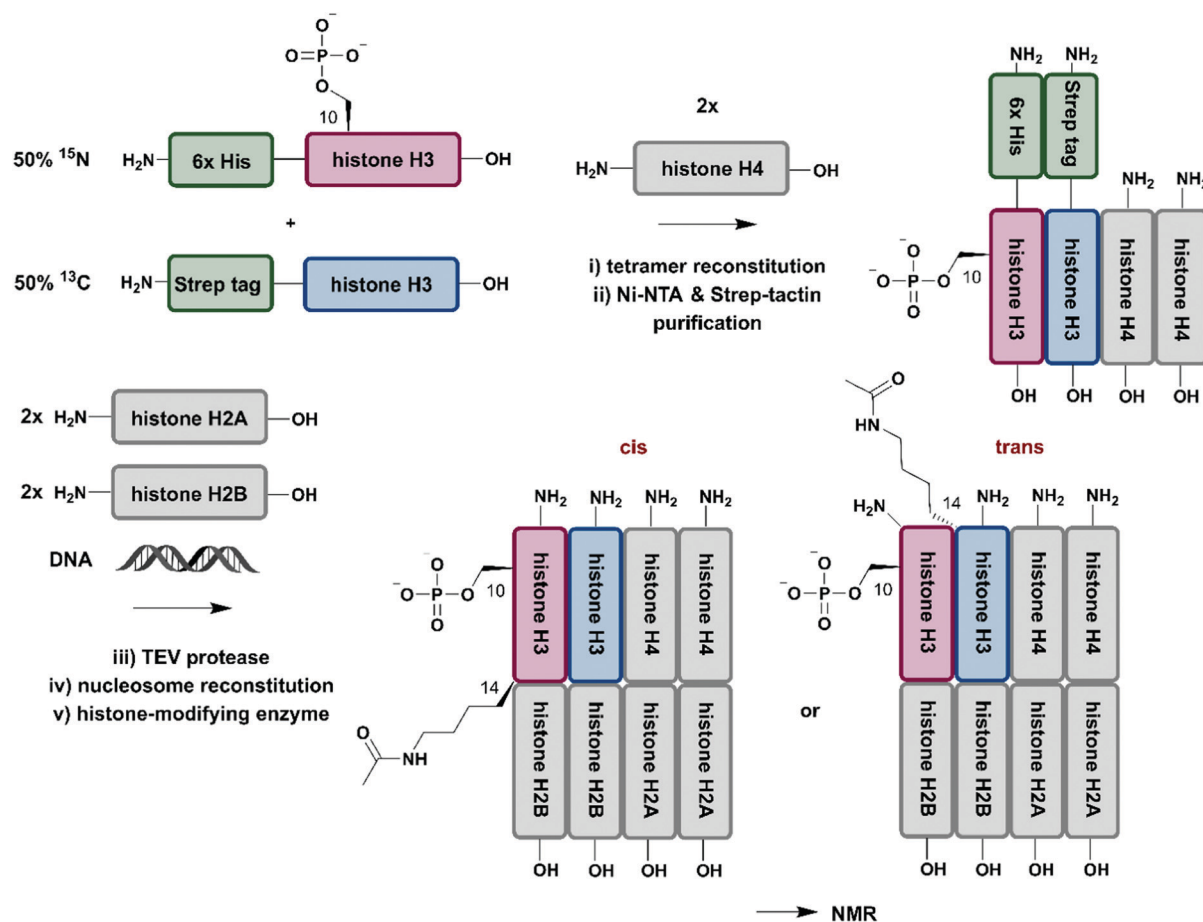 O⁻
O=P-O⁻
O
10
50% ¹⁵N
H₂N
6x His
histone H3
OH
+
50% ¹³C
H₂N
Strep tag
histone H3
OH
2x
H₂N
histone H4
OH
i) tetramer reconstitution
ii) Ni-NTA & Strep-tactin
purification
NH₂
NH₂
6x His
Strep tag
NH₂
NH₂
⁻O-P-O
O⁻
O
10
histone H3
histone H3
histone H4
histone H4
OH
OH
OH
OH
2x H₂N
histone H2A
OH
2x H₂N
histone H2B
OH
DNA
iii) TEV protease
iv) nucleosome reconstitution
v) histone-modifying enzyme
cis
NH₂
NH₂
NH₂
NH₂
⁻O-P-O
O⁻
O
10
histone H3
histone H3
histone H4
histone H4
14
O
NH
histone H2B
histone H2B
histone H2A
histone H2A
OH
OH
OH
OH
or
trans
O
HN
14
H₂N
NH₂
NH₂
NH₂
⁻O-P-O
O⁻
O
10
histone H3
histone H3
histone H4
histone H4
histone H2B
histone H2B
histone H2A
histone H2A
OH
OH
OH
OH
NMR